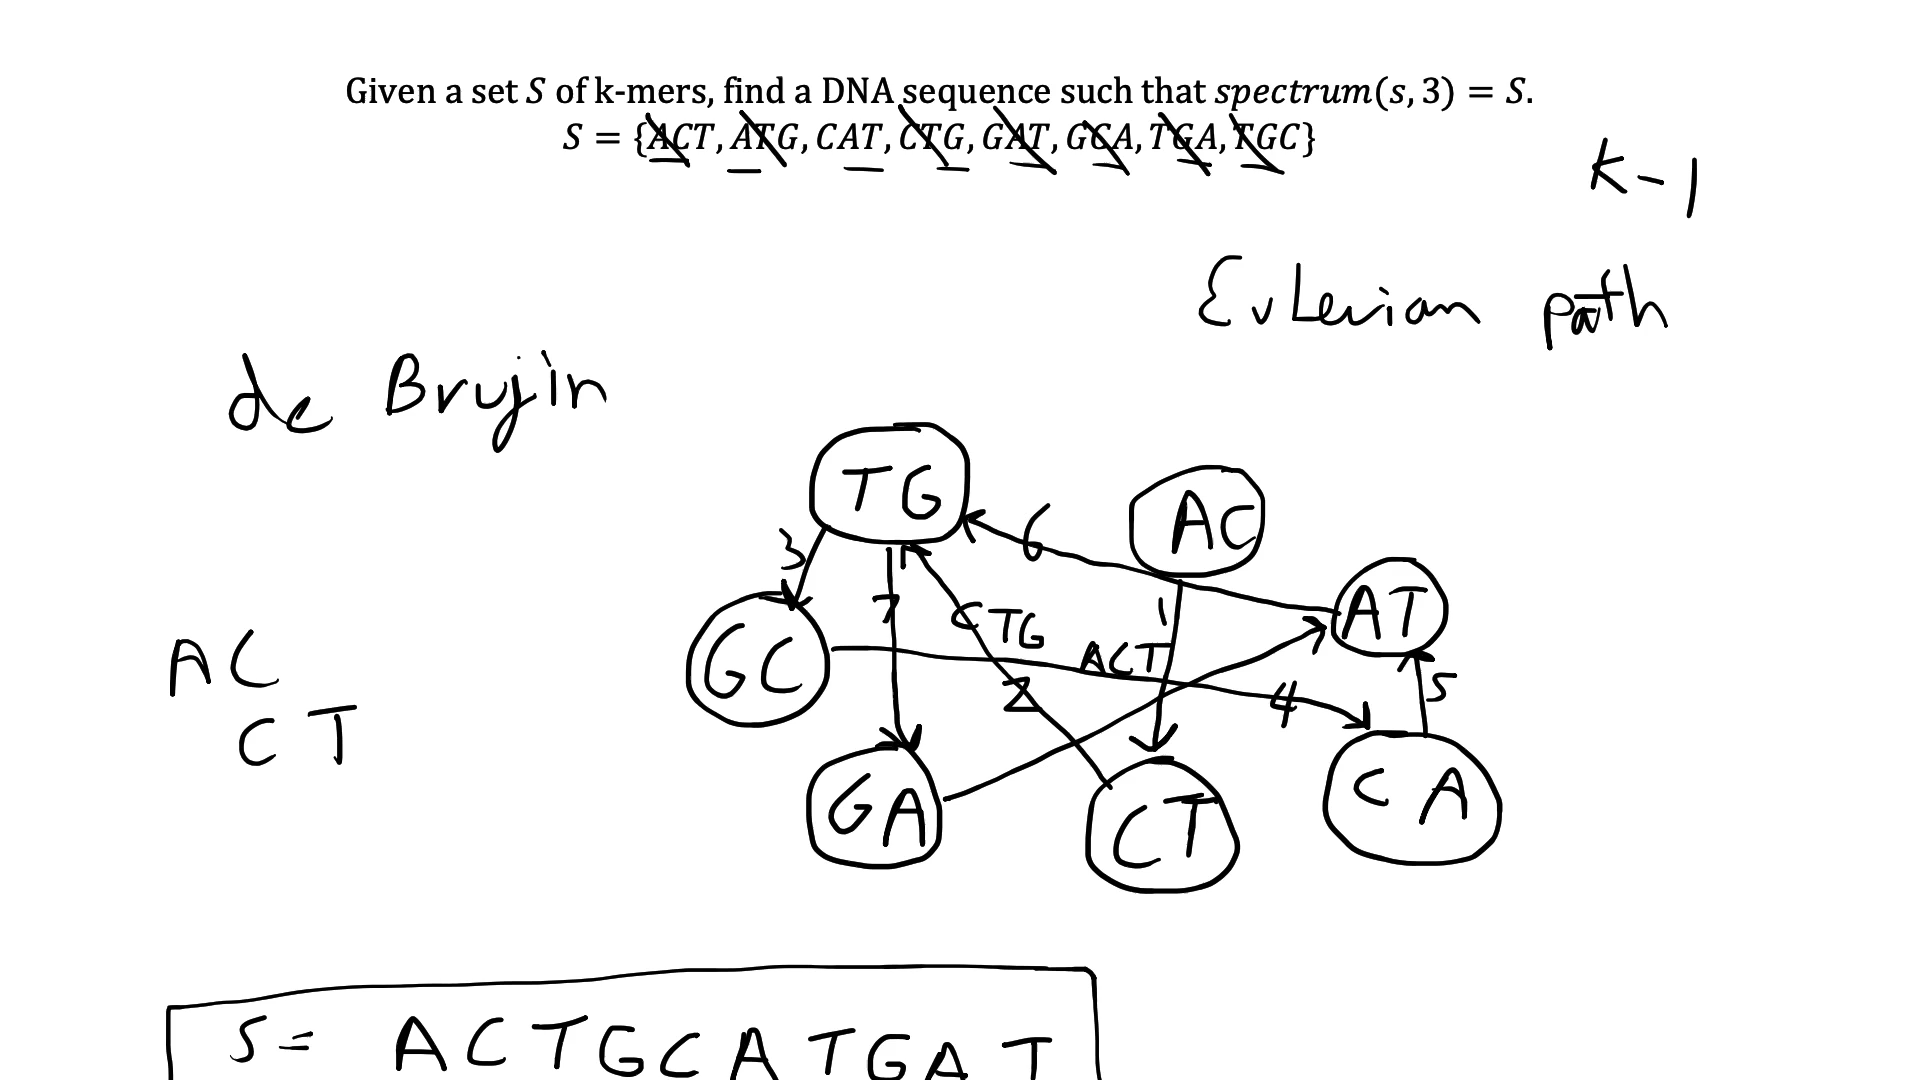 Given a set S of k-mers, find a DNA sequence such that spectrum(s, 3) = S.
S = {ACT, ATG, CAT, CTG, GAT, GCA, TGA, TGC}
K-1
Eulerian path
de Brujin
TG
AC
6
3
AT
7
CTG
1
AC
GC
ACT
2
4
5
CT
GA
CT
CA
S = ACTGCATGAT